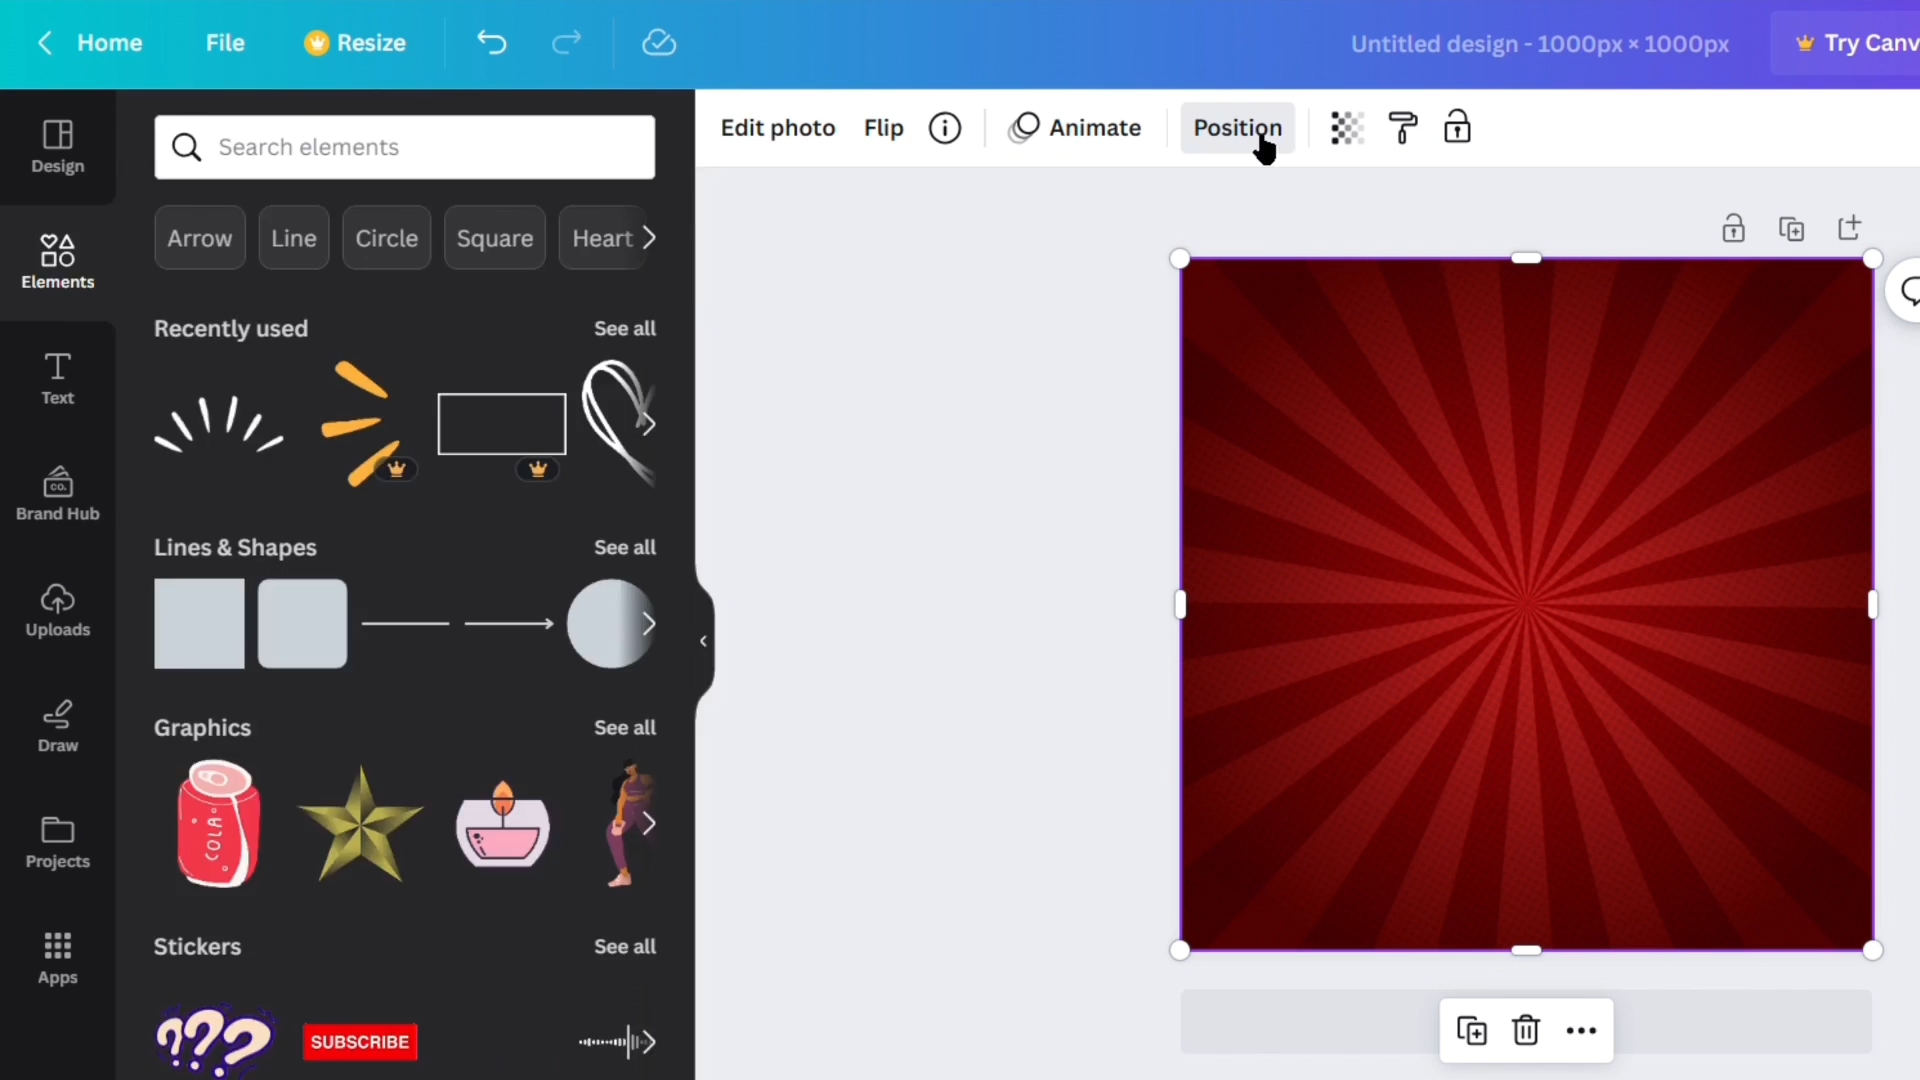 Home File Resize Untitled design - 1000px × 1000px Try Canv
Edit photo Flip Animate Position
Design
Elements
Text
CO.
Brand Hub
Uploads
Draw
Projects
Apps
Search elements
Arrow Line Circle Square Heart
Recently used See all
Lines & Shapes See all
Graphics See all
COLA
Stickers See all
??? SUBSCRIBE